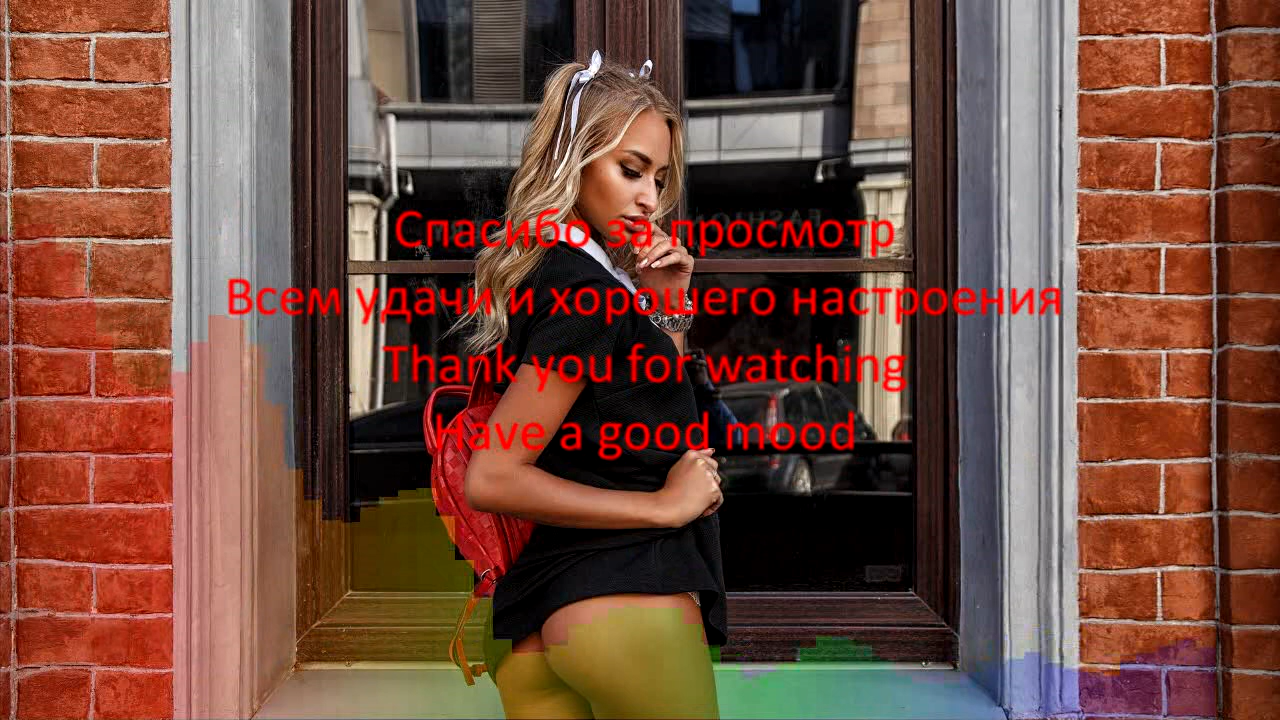 Спасибо за просмотр
Всем удачи и хорошего настроения
Thank you for watching
Have a good mood